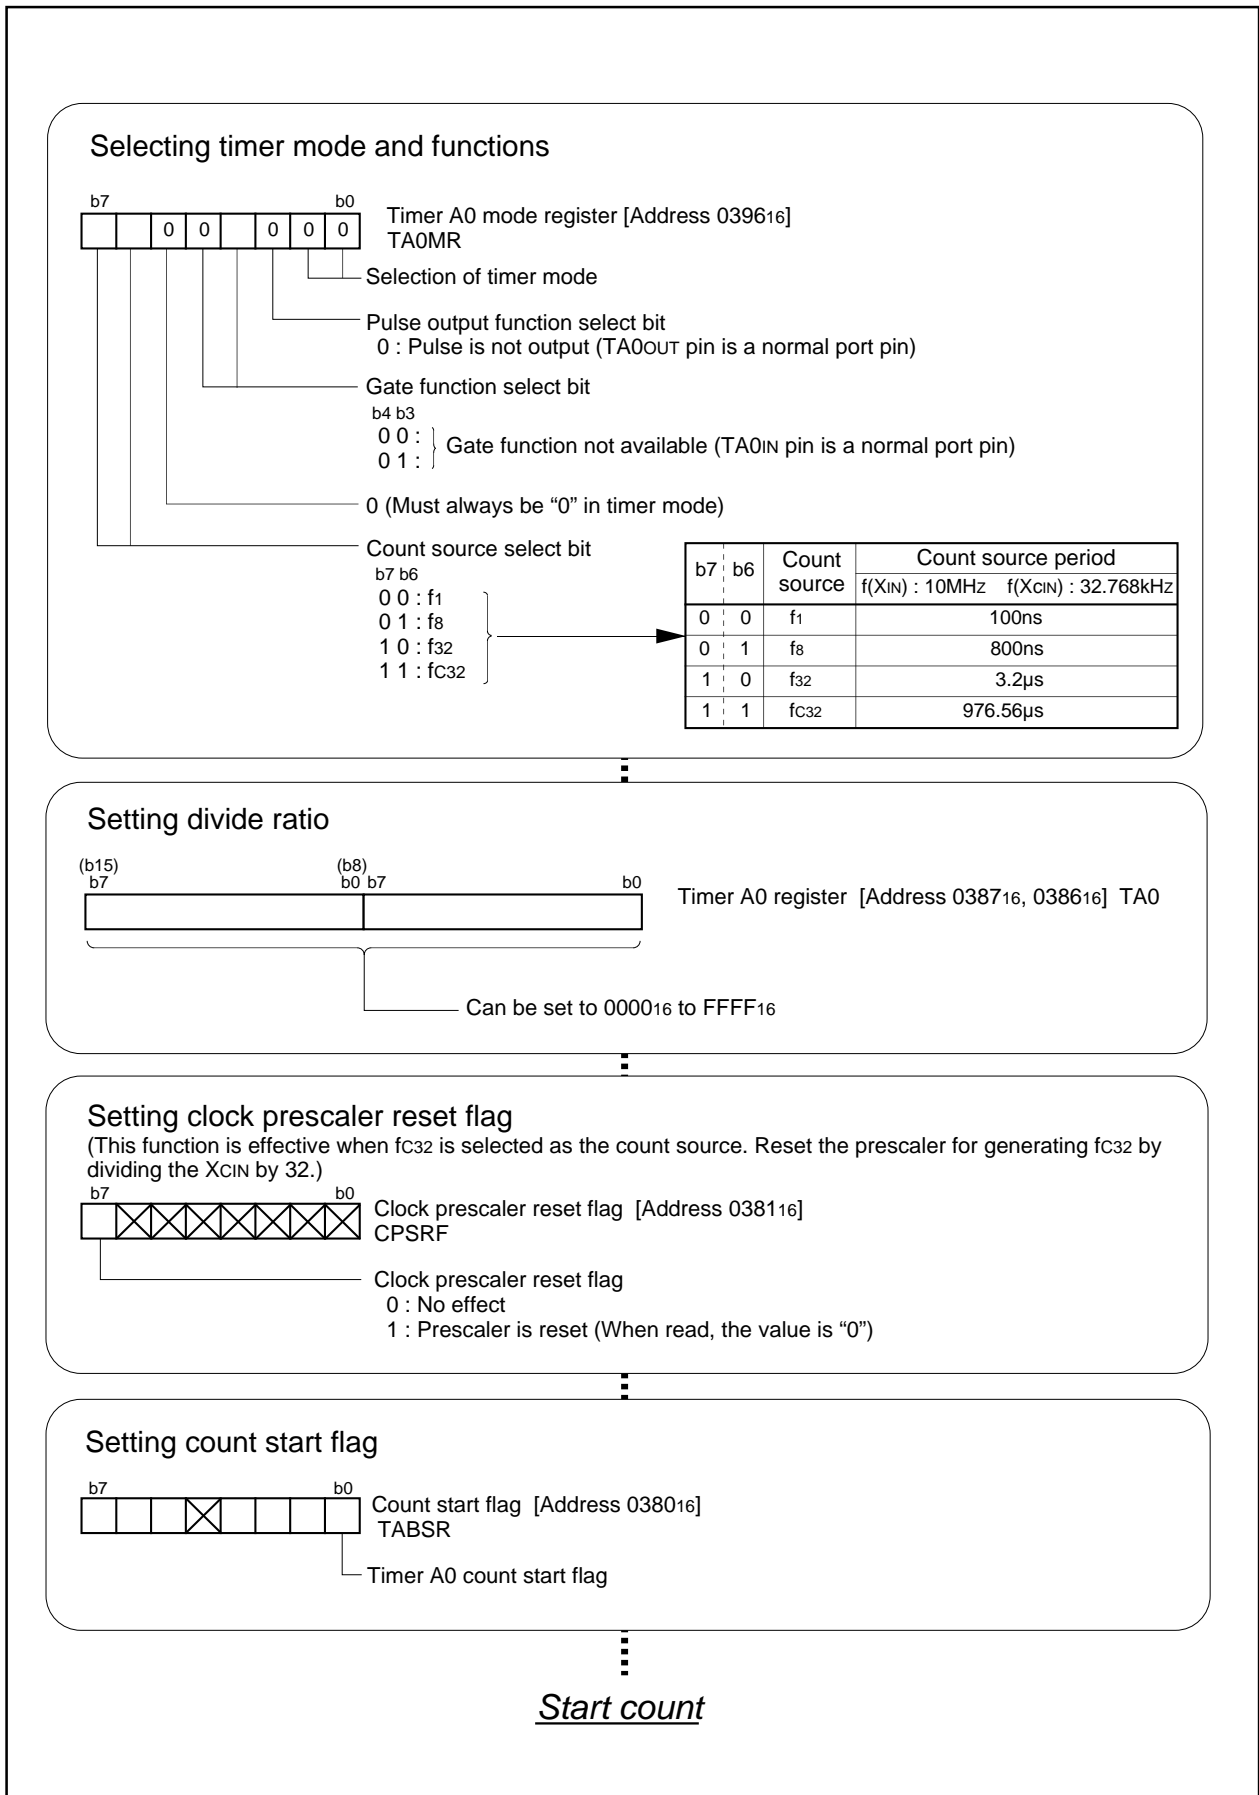 Selecting timer mode and functions
b7 b0
0 0 0 0 0
Timer A0 mode register [Address 039616]
TA0MR
Selection of timer mode
Pulse output function select bit
0 : Pulse is not output (TA0OUT pin is a normal port pin)
Gate function select bit
b4 b3
0 0 :
0 1 :
Gate function not available (TA0IN pin is a normal port pin)
0 (Must always be “0” in timer mode)
Count source select bit
b7 b6
0 0 : f1
0 1 : f8
1 0 : f32
1 1 : fC32
b7 b6 Count source Count source period
f(XIN) : 10MHz f(XCIN) : 32.768kHz
0 0 f1 100ns
0 1 f8 800ns
1 0 f32 3.2µs
1 1 fC32 976.56µs
Setting divide ratio
(b15) (b8)
b7 b0 b7 b0
Timer A0 register [Address 038716, 038616] TA0
Can be set to 000016 to FFFF16
Setting clock prescaler reset flag
(This function is effective when fC32 is selected as the count source. Reset the prescaler for generating fC32 by
dividing the XCIN by 32.)
b7 b0
Clock prescaler reset flag [Address 038116]
CPSRF
Clock prescaler reset flag
0 : No effect
1 : Prescaler is reset (When read, the value is “0”)
Setting count start flag
b7 b0
Count start flag [Address 038016]
TABSR
Timer A0 count start flag
Start count